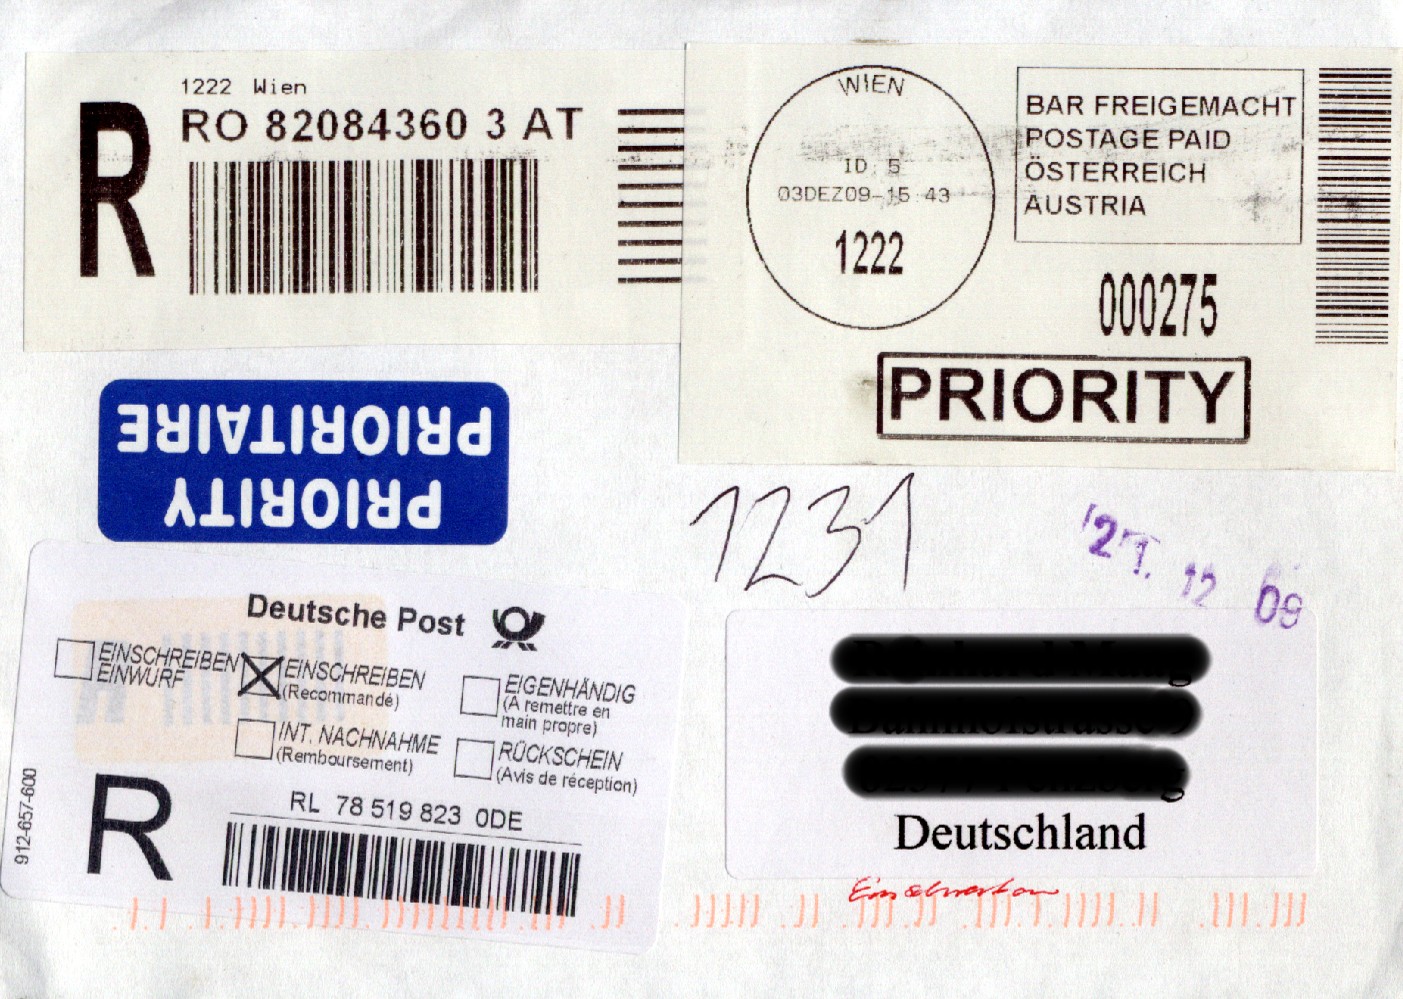 1222 Wien
RO 82084360 3 AT
R
WIEN
ID 5
03DEZ09-15 43
1222
BAR FREIGEMACHT
POSTAGE PAID
ÖSTERREICH
AUSTRIA
000275
PRIORITY
PRIORITY
PRIORITAIRE
1231
12 09
Deutsche Post
EINSCHREIBEN
EINWURF
EINSCHREIBEN
(Recommandé)
EIGENHÄNDIG
(A remettre en
main propre)
INT. NACHNAHME
(Remboursement)
RÜCKSCHEIN
(Avis de réception)
R
912-657-600
RL 78 519 823 0DE
Deutschland